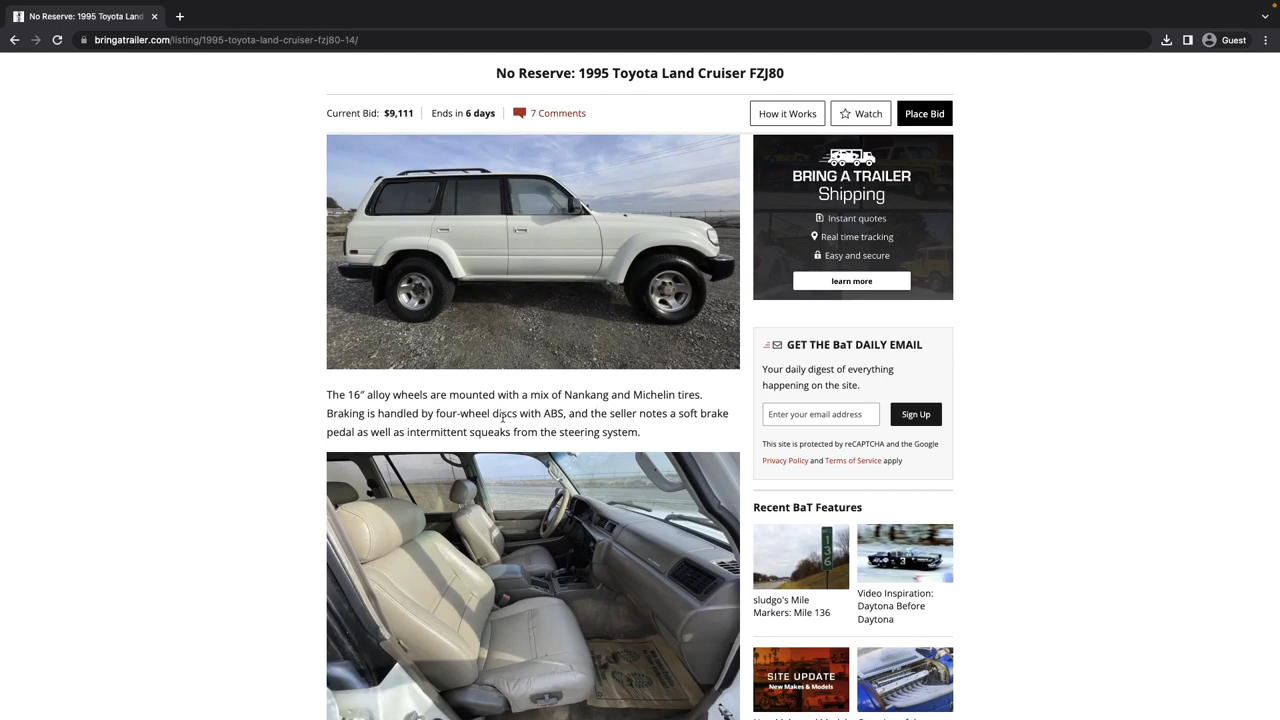 No Reserve: 1995 Toyota Land
bringatrailer.com/listing/1995-toyota-land-cruiser-fzj80-14/
Guest
No Reserve: 1995 Toyota Land Cruiser FZJ80
Current Bid: $9,111
Ends in 6 days
7 Comments
How it Works
Watch
Place Bid
BRING A TRAILER
Shipping
Instant quotes
Real time tracking
Easy and secure
learn more
The 16″ alloy wheels are mounted with a mix of Nankang and Michelin tires.
Braking is handled by four-wheel discs with ABS, and the seller notes a soft brake
pedal as well as intermittent squeaks from the steering system.
GET THE BaT DAILY EMAIL
Your daily digest of everything
happening on the site.
Enter your email address
Sign Up
This site is protected by reCAPTCHA and the Google
Privacy Policy and Terms of Service apply
Recent BaT Features
136
sludgo's Mile
Markers: Mile 136
3
Video Inspiration:
Daytona Before
Daytona
SITE UPDATE
New Makes & Models